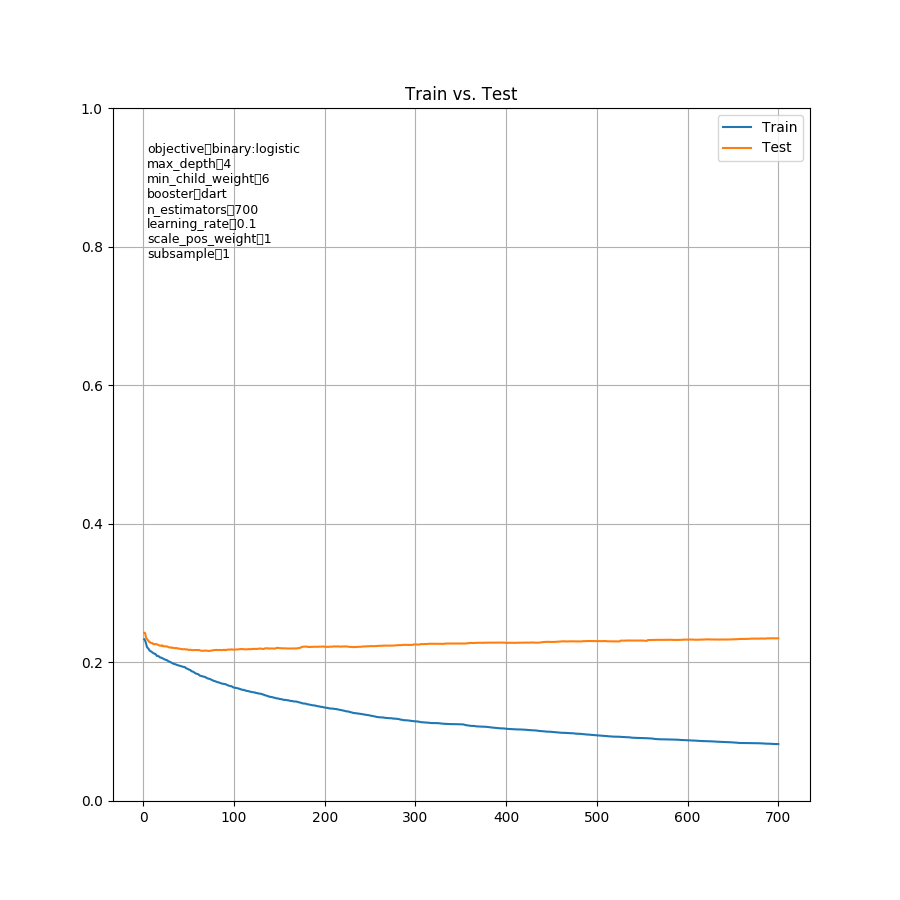 Train vs. Test
1.0
Train
Test
objective▯binary:logistic
max_depth▯4
min_child_weight▯6
booster▯dart
n_estimators▯700
learning_rate▯0.1
scale_pos_weight▯1
subsample▯1
0.8
0.6
0.4
0.2
0.0
0 100 200 300 400 500 600 700